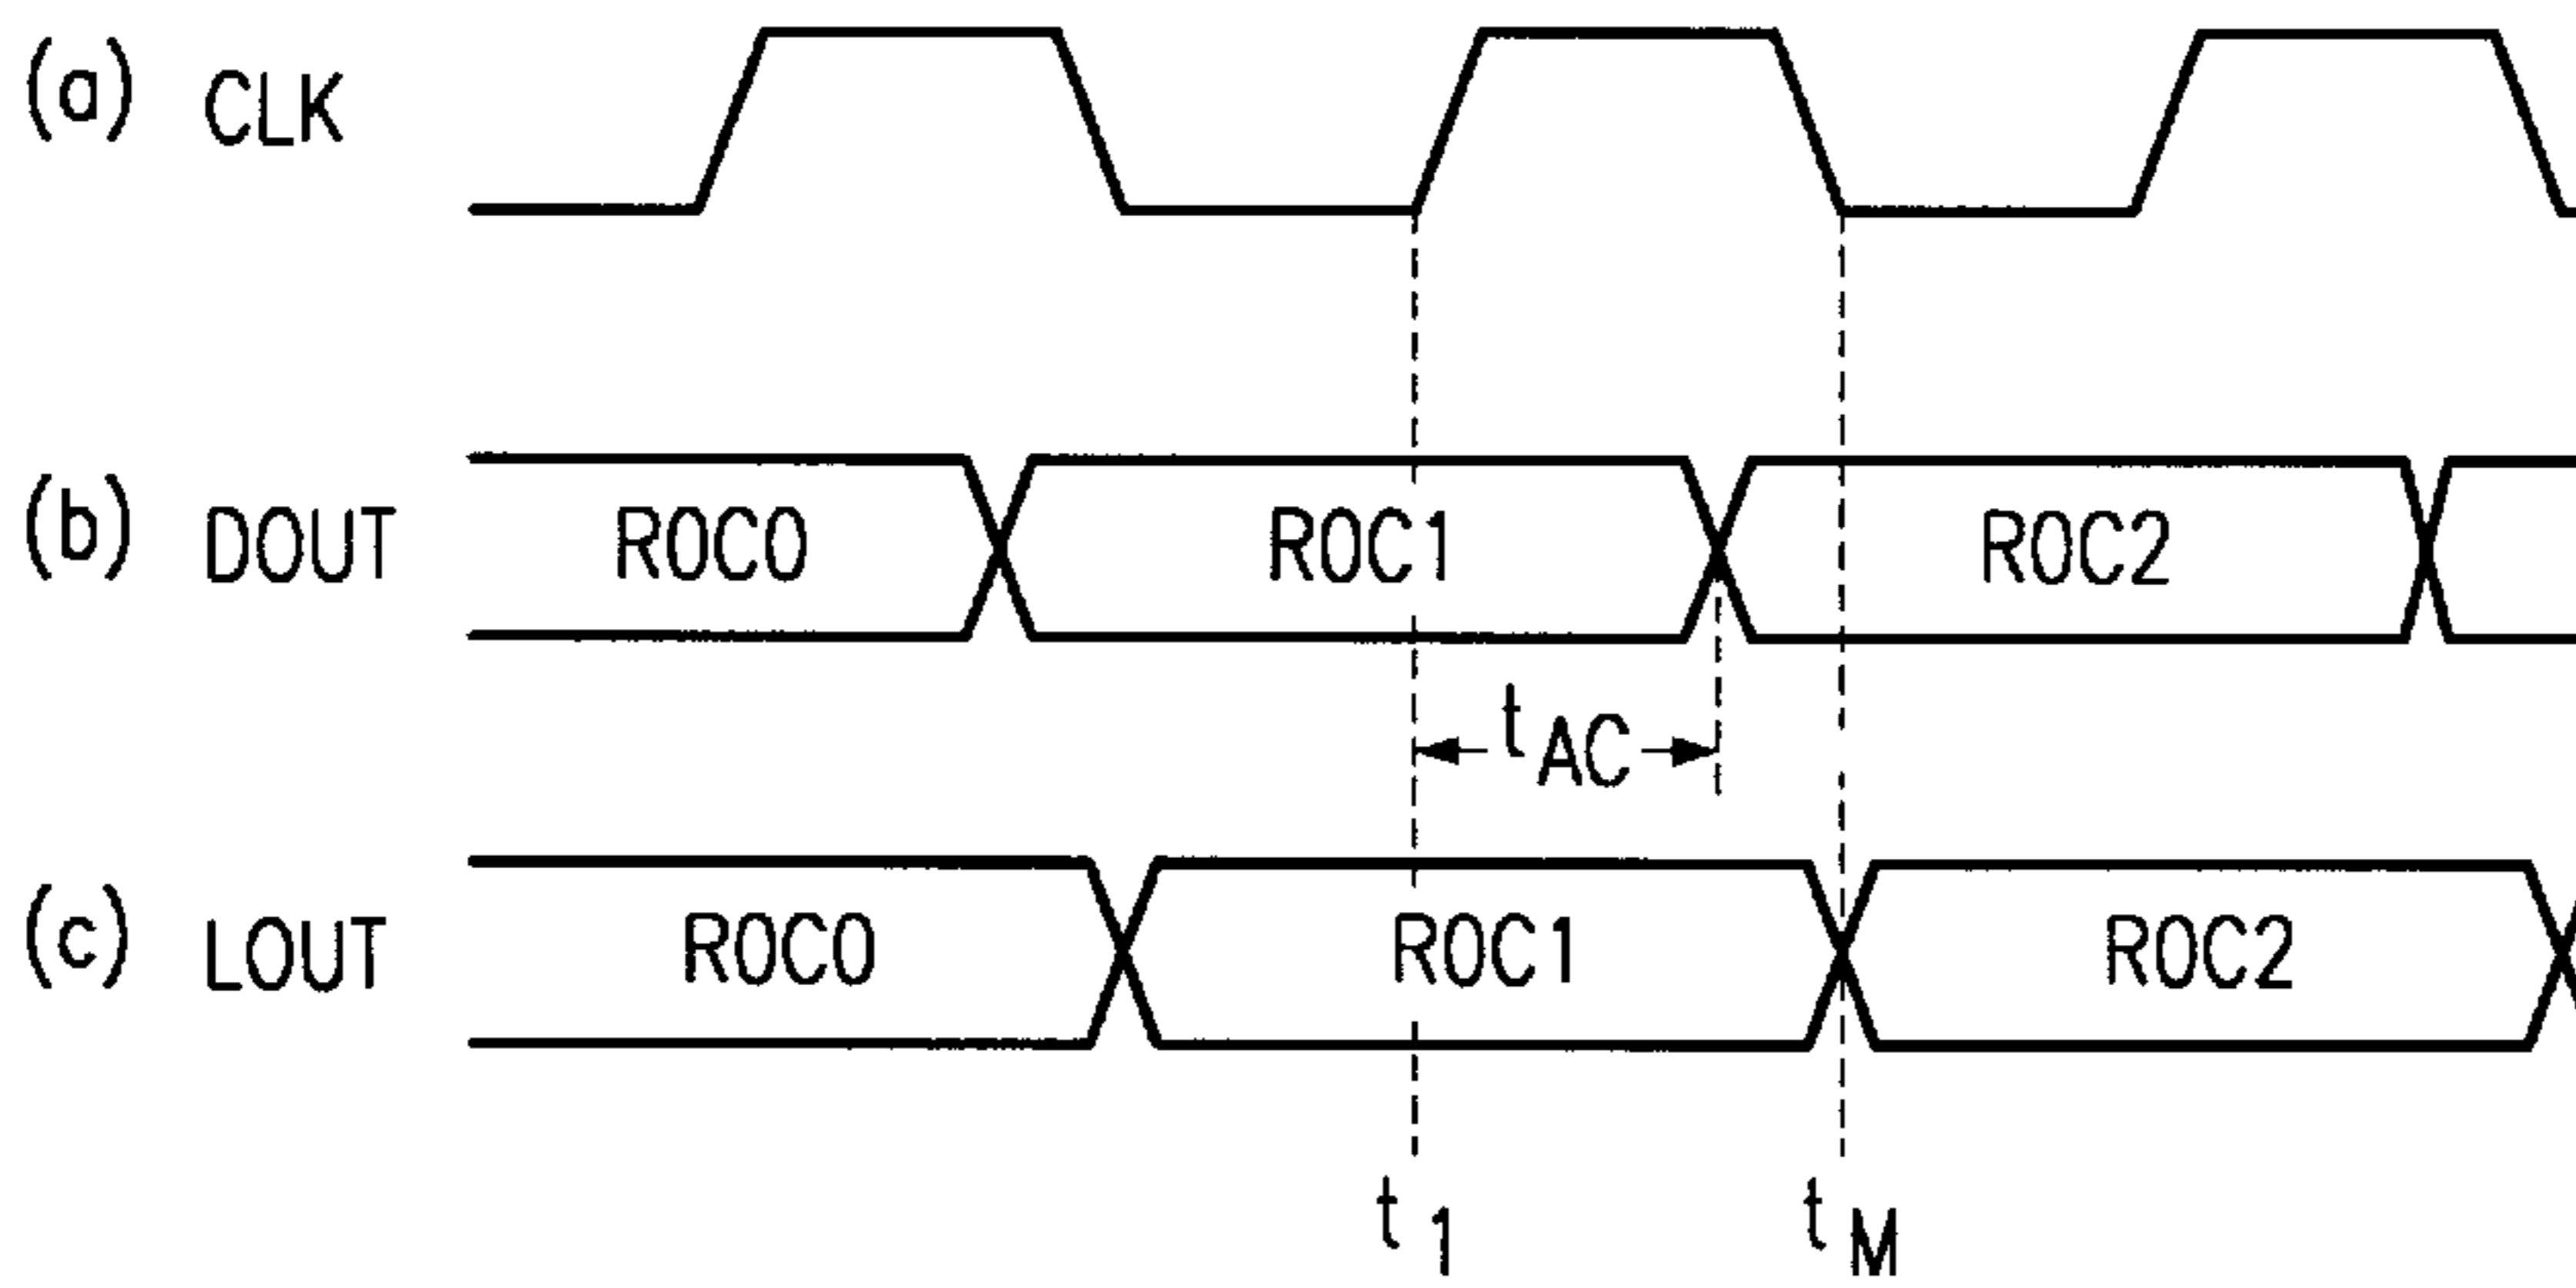 (a) CLK
(b) DOUT R0C0 R0C1 R0C2
tAC
(c) LOUT R0C0 R0C1 R0C2
t1 tM